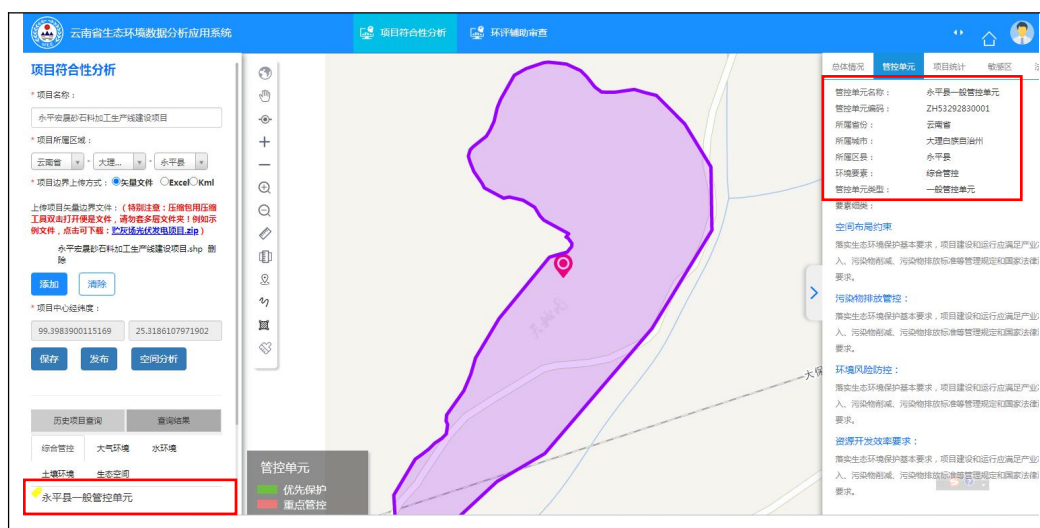 云南省生态环境数据分析应用系统
项目符合性分析
环评辅助审查
项目符合性分析
* 项目名称：
永平宏晟砂石料加工生产线建设项目
* 项目所属区域：
云南省 - 大理... - 永平县
* 项目边界上传方式： 矢量文件 Excel Kml
上传项目矢量边界文件：（特别注意：压缩包用压缩
工具双击打开便是文件，请勿套多层文件夹！例如示
例文件，点击可下载：贮灰场光伏发电项目.zip）
永平宏晟砂石料加工生产线建设项目.shp 删
除
添加 清除
* 项目中心经纬度：
99.3983900115169 25.3186107971902
保存 发布 空间分析
历史项目查询 查询结果
综合管控 大气环境 水环境
土壤环境 生态空间
永平县一般管控单元
管控单元
优先保护
重点管控
大保
总体情况 管控单元 项目统计 敏感区
管控单元名称： 永平县一般管控单元
管控单元编码： ZH53292830001
所属省份： 云南省
所属城市： 大理白族自治州
所属区县： 永平县
环境要素： 综合管控
管控单元类型： 一般管控单元
要素细类：
空间布局约束
落实生态环境保护基本要求，项目建设和运行应满足产业
入、污染物削减、污染物排放标准等管理规定和国家法律
要求。
污染物排放管控：
落实生态环境保护基本要求，项目建设和运行应满足产业
入、污染物削减、污染物排放标准等管理规定和国家法律
要求。
环境风险防控：
落实生态环境保护基本要求，项目建设和运行应满足产业
入、污染物削减、污染物排放标准等管理规定和国家法律
要求。
资源开发效率要求：
落实生态环境保护基本要求，项目建设和运行应满足产业
入、污染物削减、污染物排放标准等管理规定和国家法律
要求。